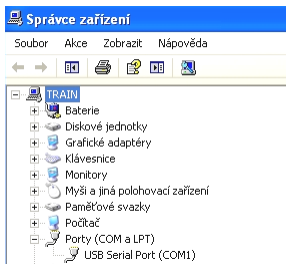 Správce zařízení
Soubor Akce Zobrazit Nápověda
TRAIN
Baterie
Diskové jednotky
Grafické adaptéry
Klávesnice
Monitory
Myši a jiná polohovací zařízení
Paměťové svazky
Počítač
Porty (COM a LPT)
USB Serial Port (COM1)